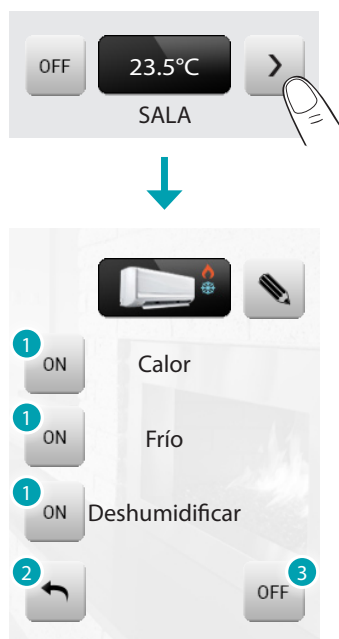 OFF 23.5°C >
SALA
1 ON Calor
1 ON Frío
1 ON Deshumidificar
2 OFF 3